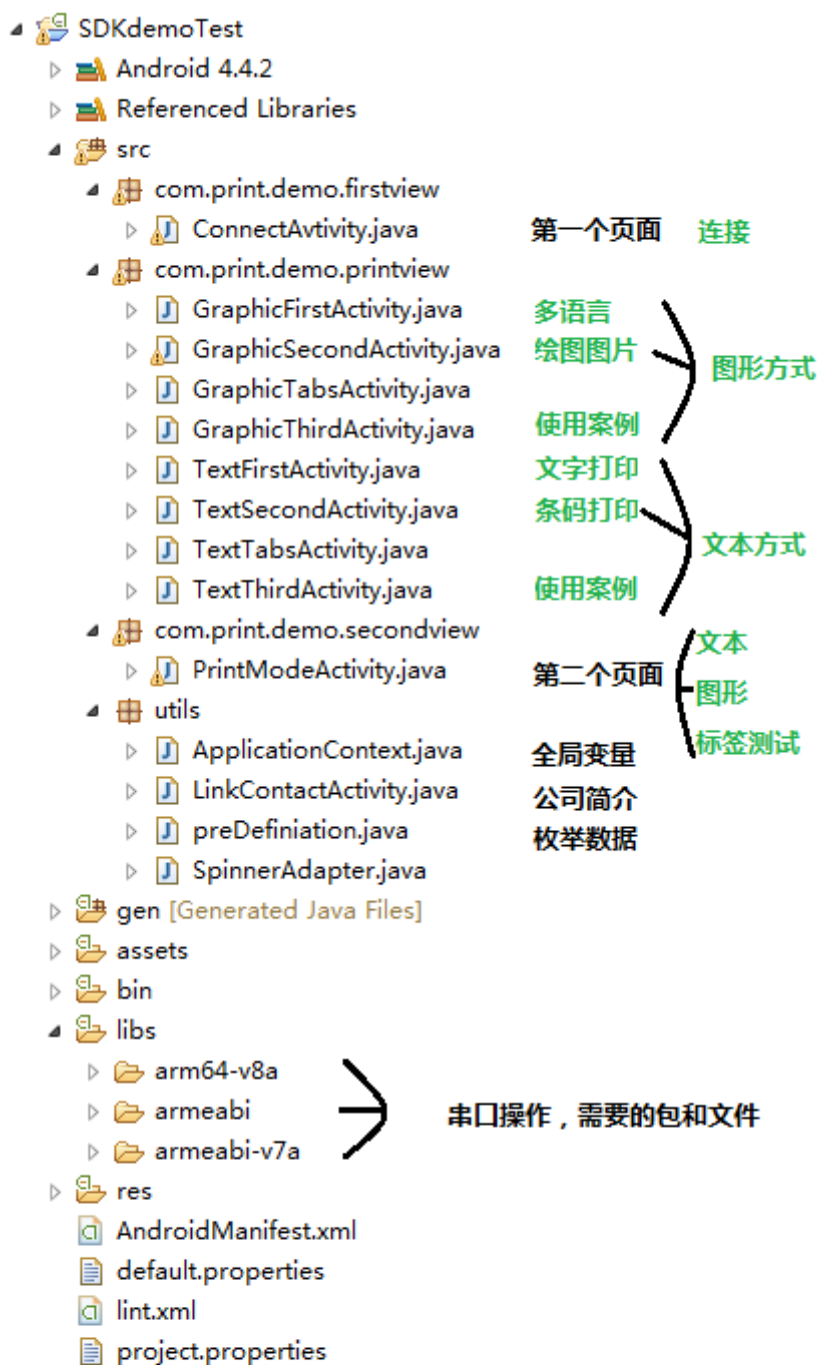 SDKdemoTest
Android 4.4.2
Referenced Libraries
src
com.print.demo.firstview
ConnectAvtivity.java 第一个页面 连接
com.print.demo.printview
GraphicFirstActivity.java 多语言
GraphicSecondActivity.java 绘图图片
图形方式
GraphicTabsActivity.java
GraphicThirdActivity.java 使用案例
TextFirstActivity.java 文字打印
TextSecondActivity.java 条码打印
TextTabsActivity.java 文本方式
TextThirdActivity.java 使用案例
com.print.demo.secondview
文本
PrintModeActivity.java 第二个页面
图形
utils
标签测试
ApplicationContext.java 全局变量
LinkContactActivity.java 公司简介
preDefiniation.java 枚举数据
SpinnerAdapter.java
gen [Generated Java Files]
assets
bin
libs
arm64-v8a
armeabi 串口操作，需要的包和文件
armeabi-v7a
res
AndroidManifest.xml
default.properties
lint.xml
project.properties